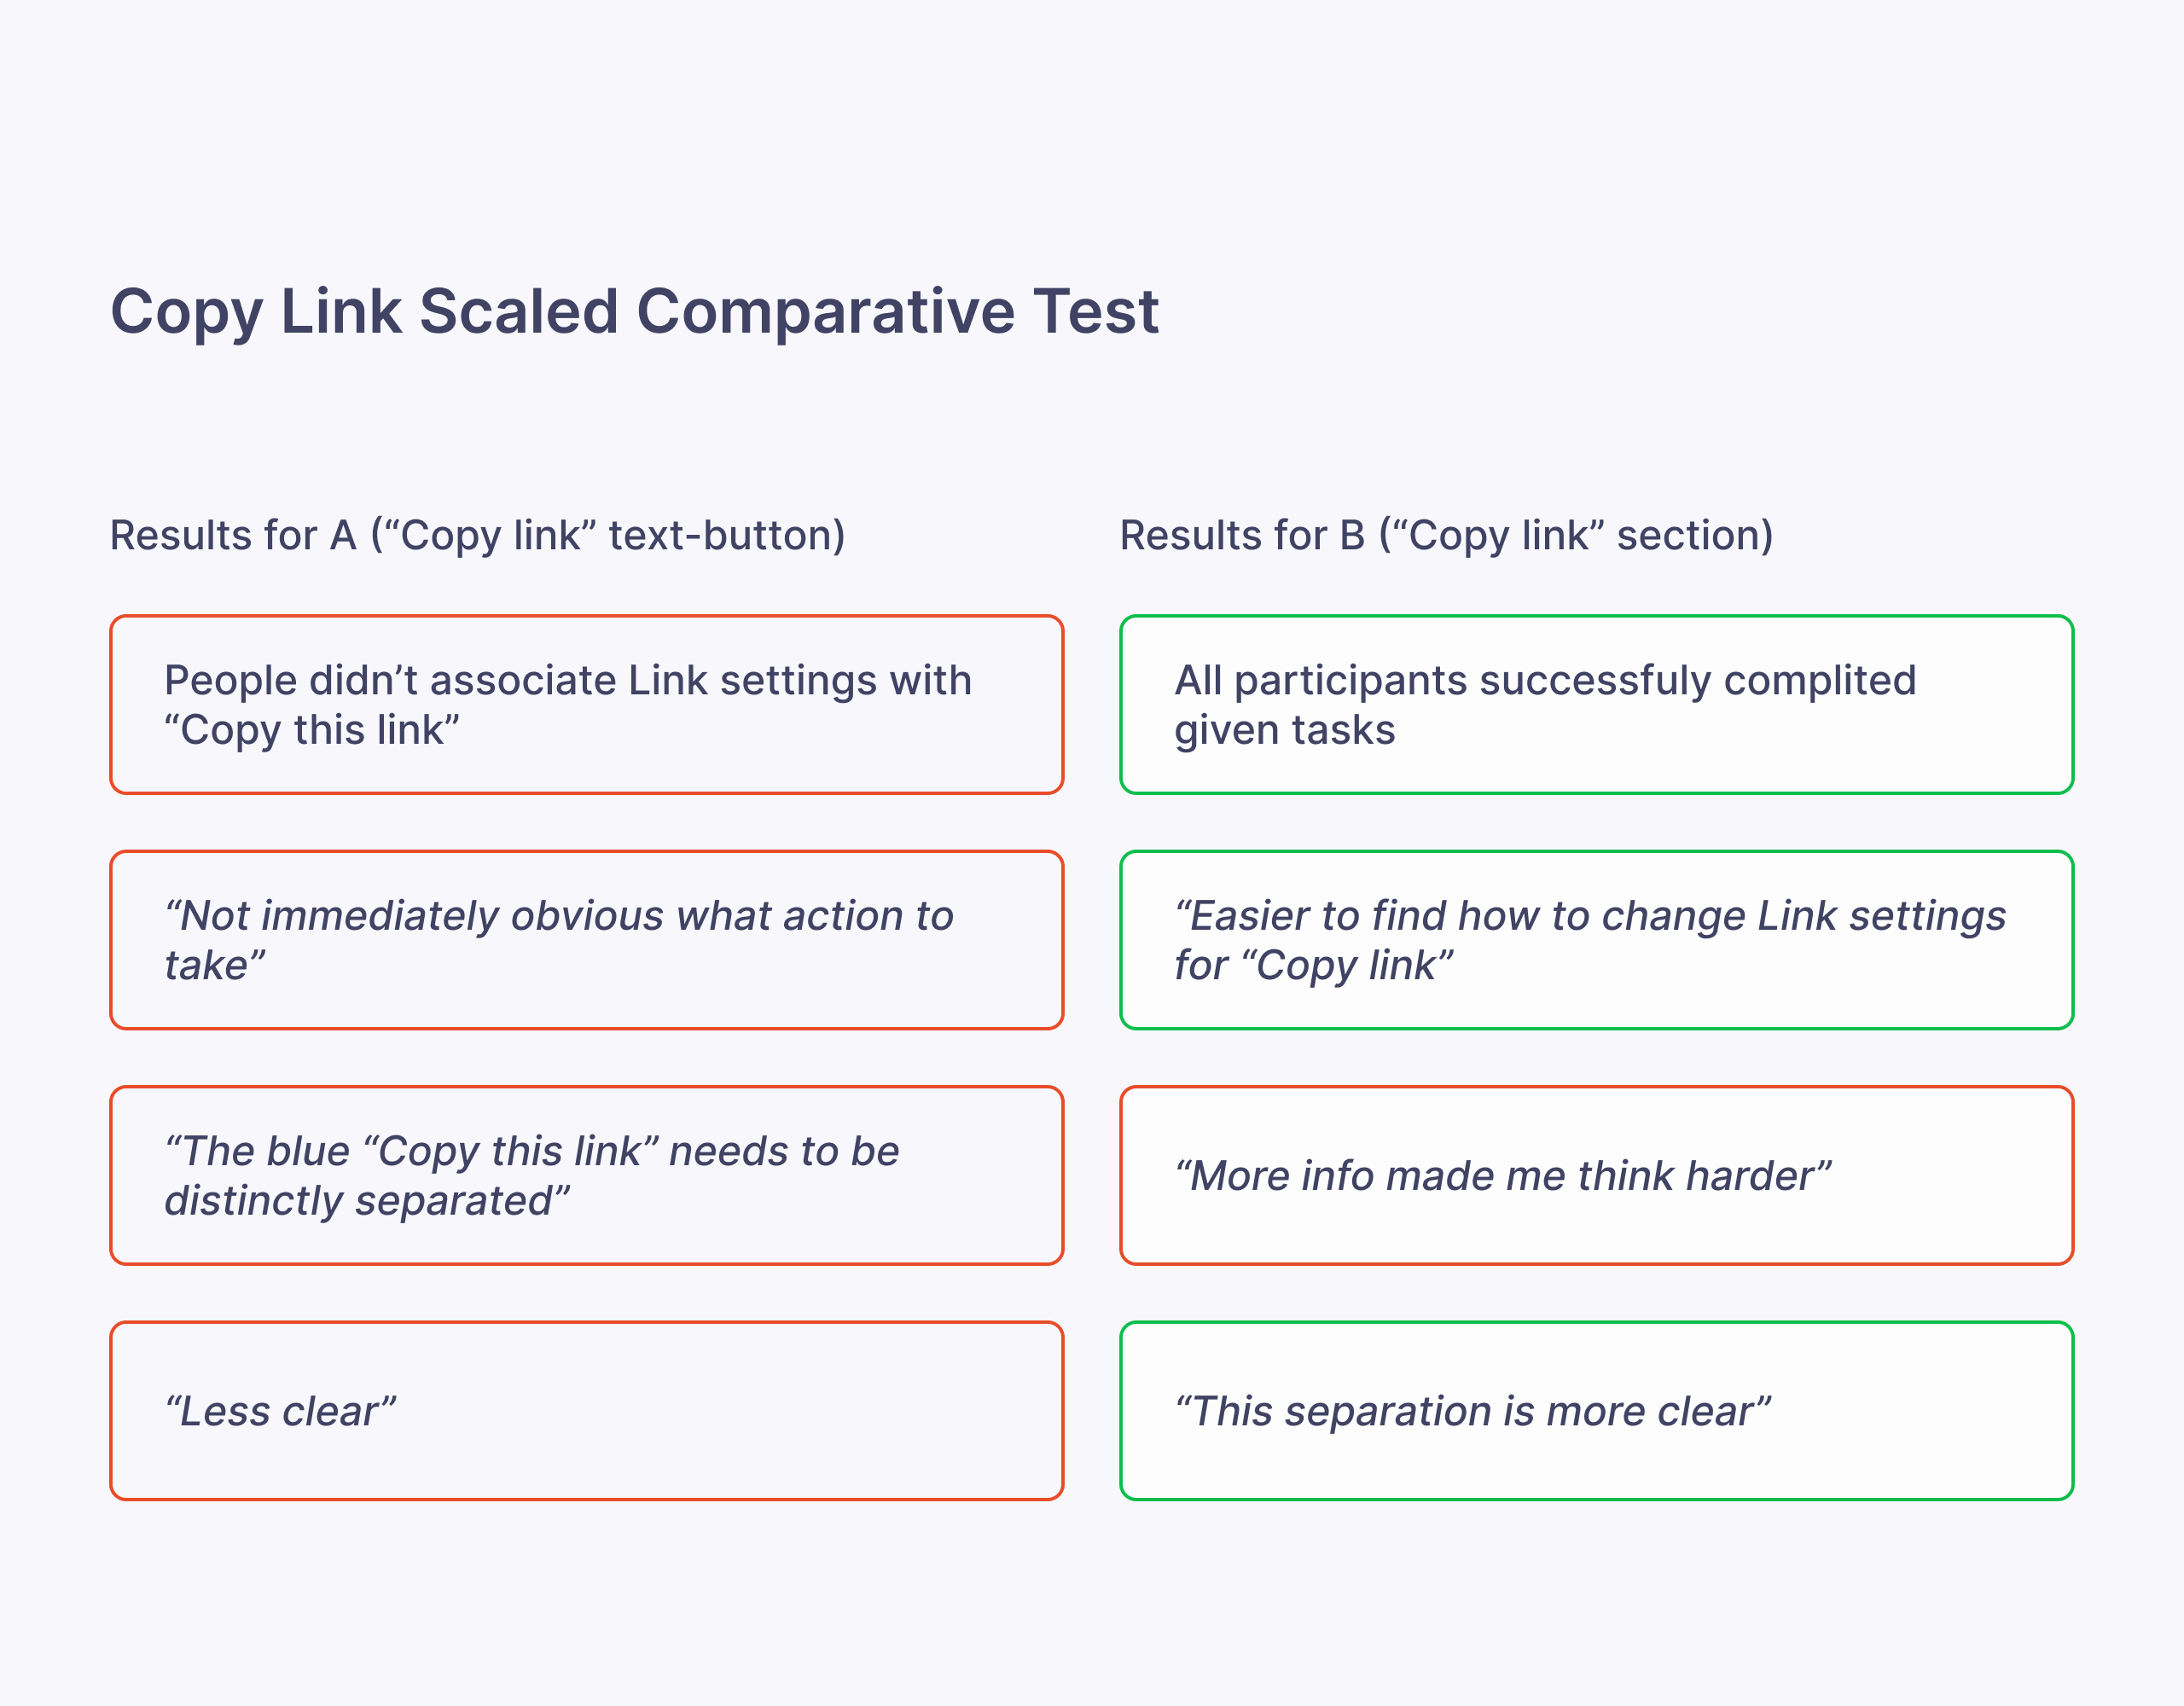 Copy Link Scaled Comparative Test
Results for A (“Copy link” text-button)
People didn’t associate Link settings with
“Copy this link”
“Not immediately obvious what action to
take”
“The blue “Copy this link” needs to be
distinctly separated”
“Less clear”
Results for B (“Copy link” section)
All participants successfuly complited
given tasks
“Easier to find how to change Link settings
for “Copy link”
“More info made me think harder”
“This separation is more clear”